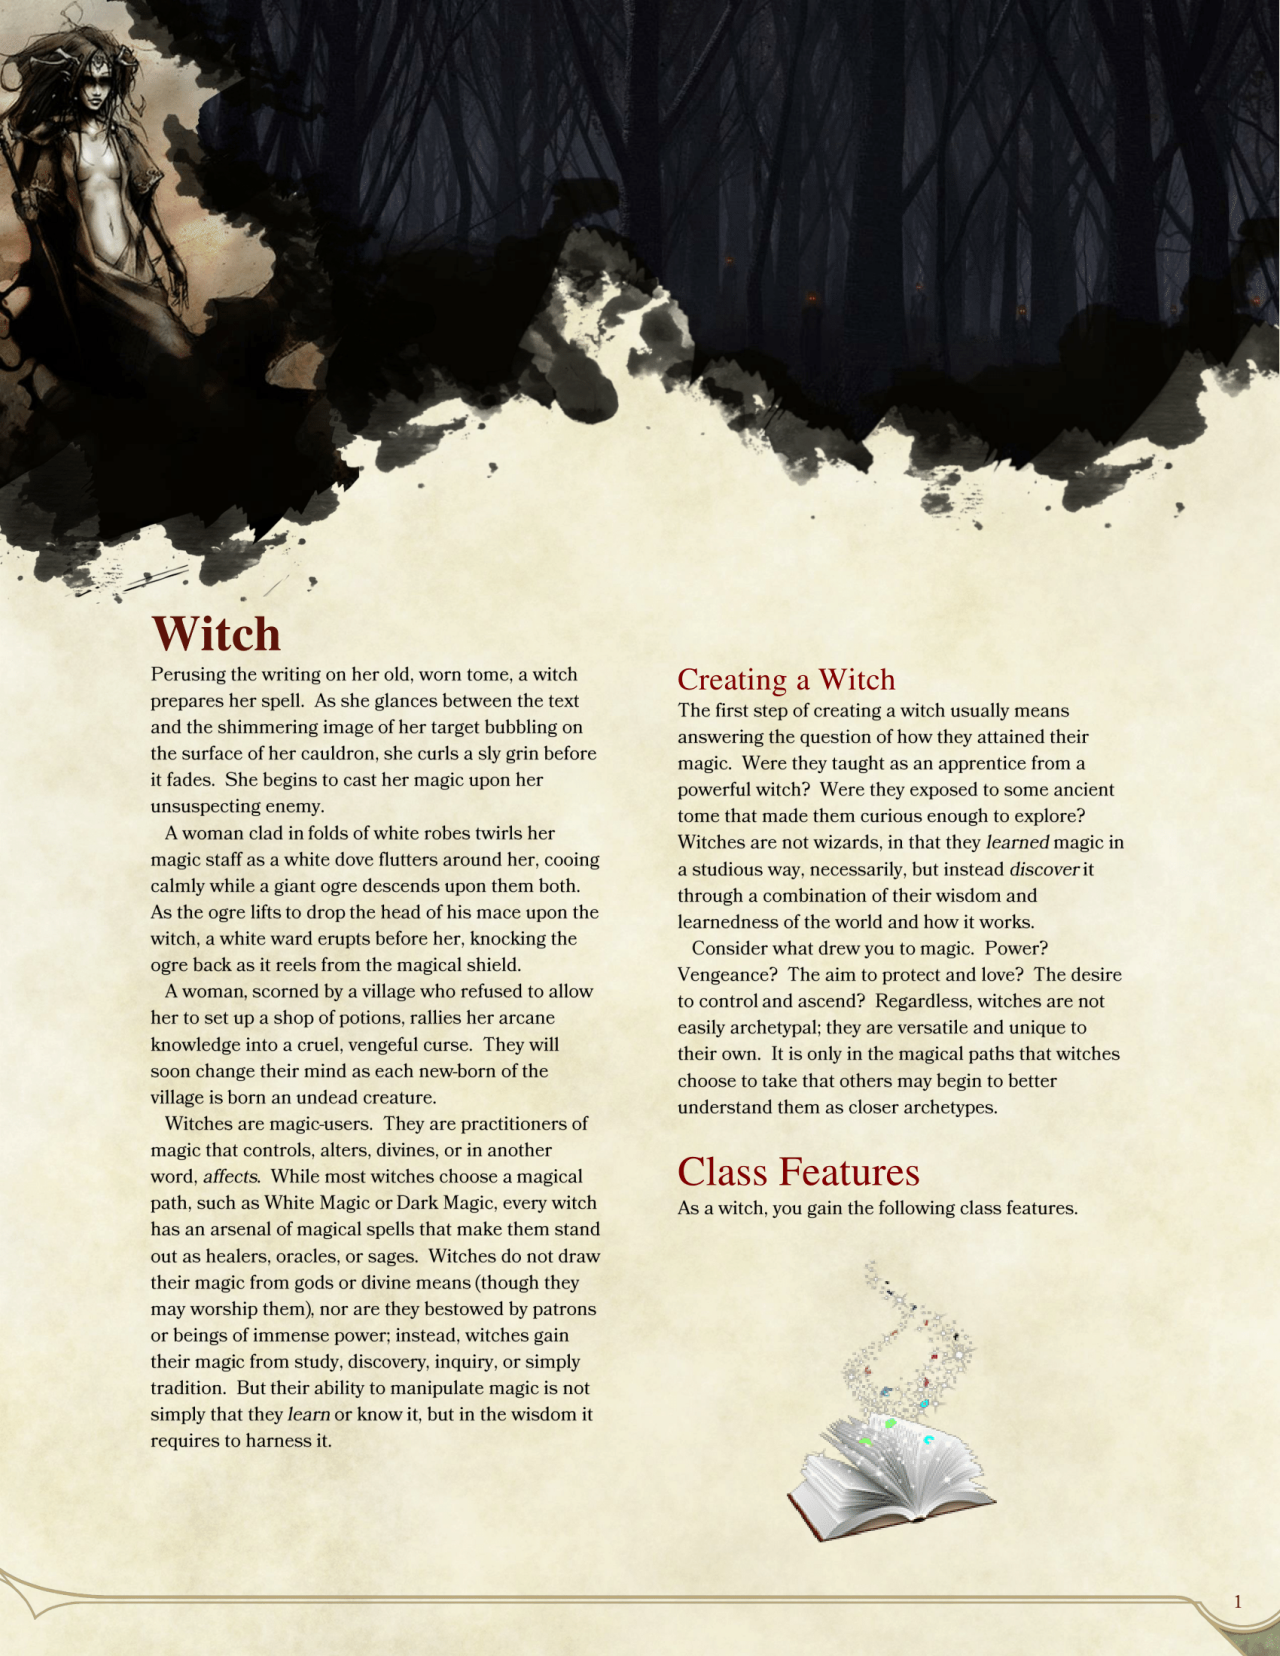 Witch
Perusing the writing on her old, worn tome, a witch
prepares her spell.  As she glances between the text
and the shimmering image of her target bubbling on
the surface of her cauldron, she curls a sly grin before
it fades.  She begins to cast her magic upon her
unsuspecting enemy.
A woman clad in folds of white robes twirls her
magic staff as a white dove flutters around her, cooing
calmly while a giant ogre descends upon them both.
As the ogre lifts to drop the head of his mace upon the
witch, a white ward erupts before her, knocking the
ogre back as it reels from the magical shield.
A woman, scorned by a village who refused to allow
her to set up a shop of potions, rallies her arcane
knowledge into a cruel, vengeful curse.  They will
soon change their mind as each new-born of the
village is born an undead creature.
Witches are magic-users.  They are practitioners of
magic that controls, alters, divines, or in another
word, affects.  While most witches choose a magical
path, such as White Magic or Dark Magic, every witch
has an arsenal of magical spells that make them stand
out as healers, oracles, or sages.  Witches do not draw
their magic from gods or divine means (though they
may worship them), nor are they bestowed by patrons
or beings of immense power; instead, witches gain
their magic from study, discovery, inquiry, or simply
tradition.  But their ability to manipulate magic is not
simply that they learn or know it, but in the wisdom it
requires to harness it.
Creating a Witch
The first step of creating a witch usually means
answering the question of how they attained their
magic.  Were they taught as an apprentice from a
powerful witch?  Were they exposed to some ancient
tome that made them curious enough to explore?
Witches are not wizards, in that they learned magic in
a studious way, necessarily, but instead discover it
through a combination of their wisdom and
learnedness of the world and how it works.
Consider what drew you to magic.  Power?
Vengeance?  The aim to protect and love?  The desire
to control and ascend?  Regardless, witches are not
easily archetypal; they are versatile and unique to
their own.  It is only in the magical paths that witches
choose to take that others may begin to better
understand them as closer archetypes.
Class Features
As a witch, you gain the following class features.
1